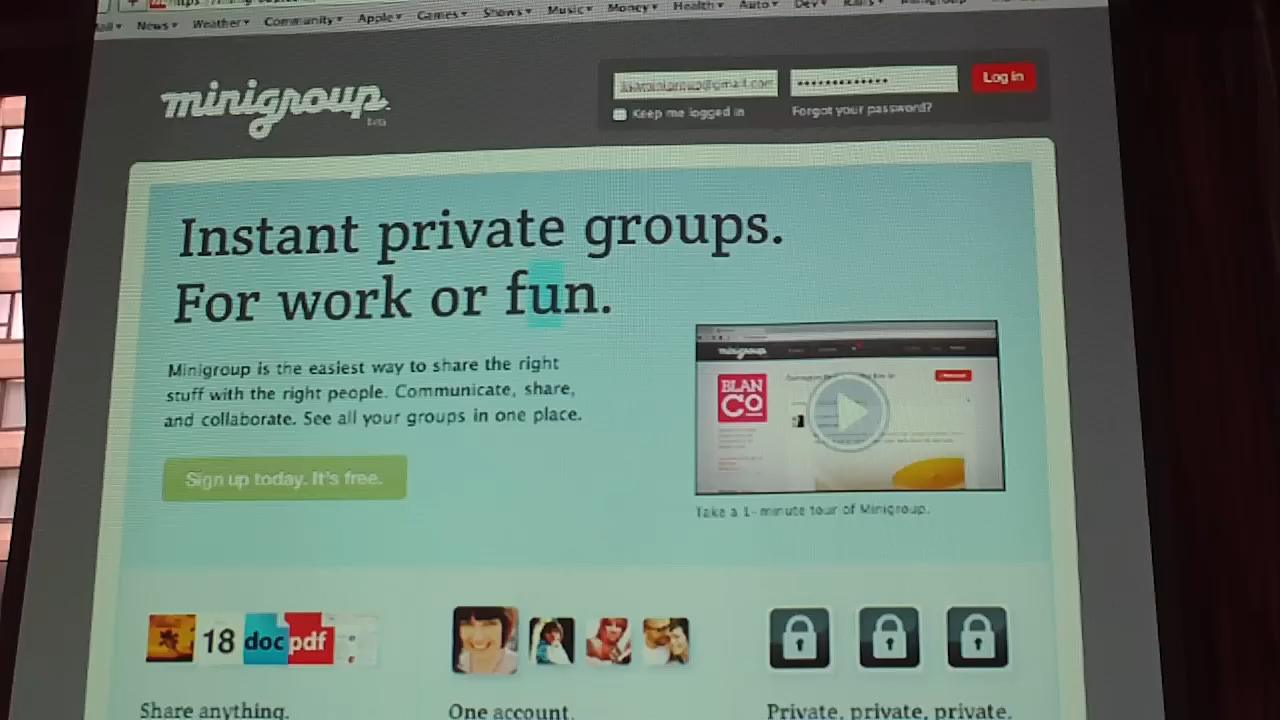 News Weather Community Apple Games Shows Music Money Health Auto Dev
minigroup
beta
Log in
Keep me logged in Forgot your password?
Instant private groups.
For work or fun.
Minigroup is the easiest way to share the right
stuff with the right people. Communicate, share,
and collaborate. See all your groups in one place.
Sign up today. It's free.
minigroup
BLAN
CO
Take a 1-minute tour of Minigroup.
18 doc pdf
Share anything. One account. Private, private, private.